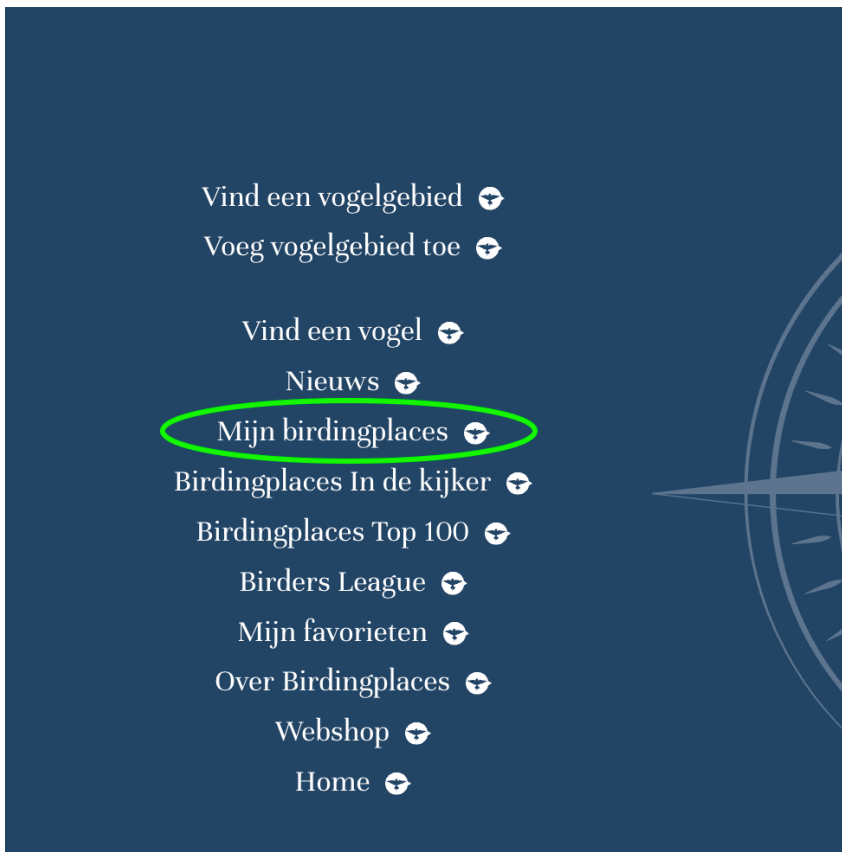 Vind een vogelgebied
Voeg vogelgebied toe
Vind een vogel
Nieuws
Mijn birdingplaces
Birdingplaces In de kijker
Birdingplaces Top 100
Birders League
Mijn favorieten
Over Birdingplaces
Webshop
Home